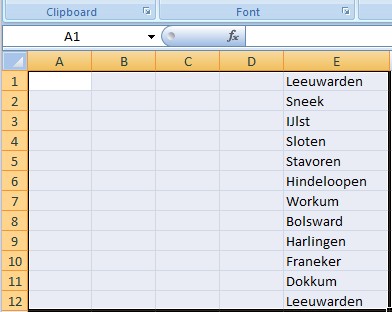 Clipboard Font
A1 fx
A B C D E
1 Leeuwarden
2 Sneek
3 IJlst
4 Sloten
5 Stavoren
6 Hindeloopen
7 Workum
8 Bolsward
9 Harlingen
10 Franeker
11 Dokkum
12 Leeuwarden